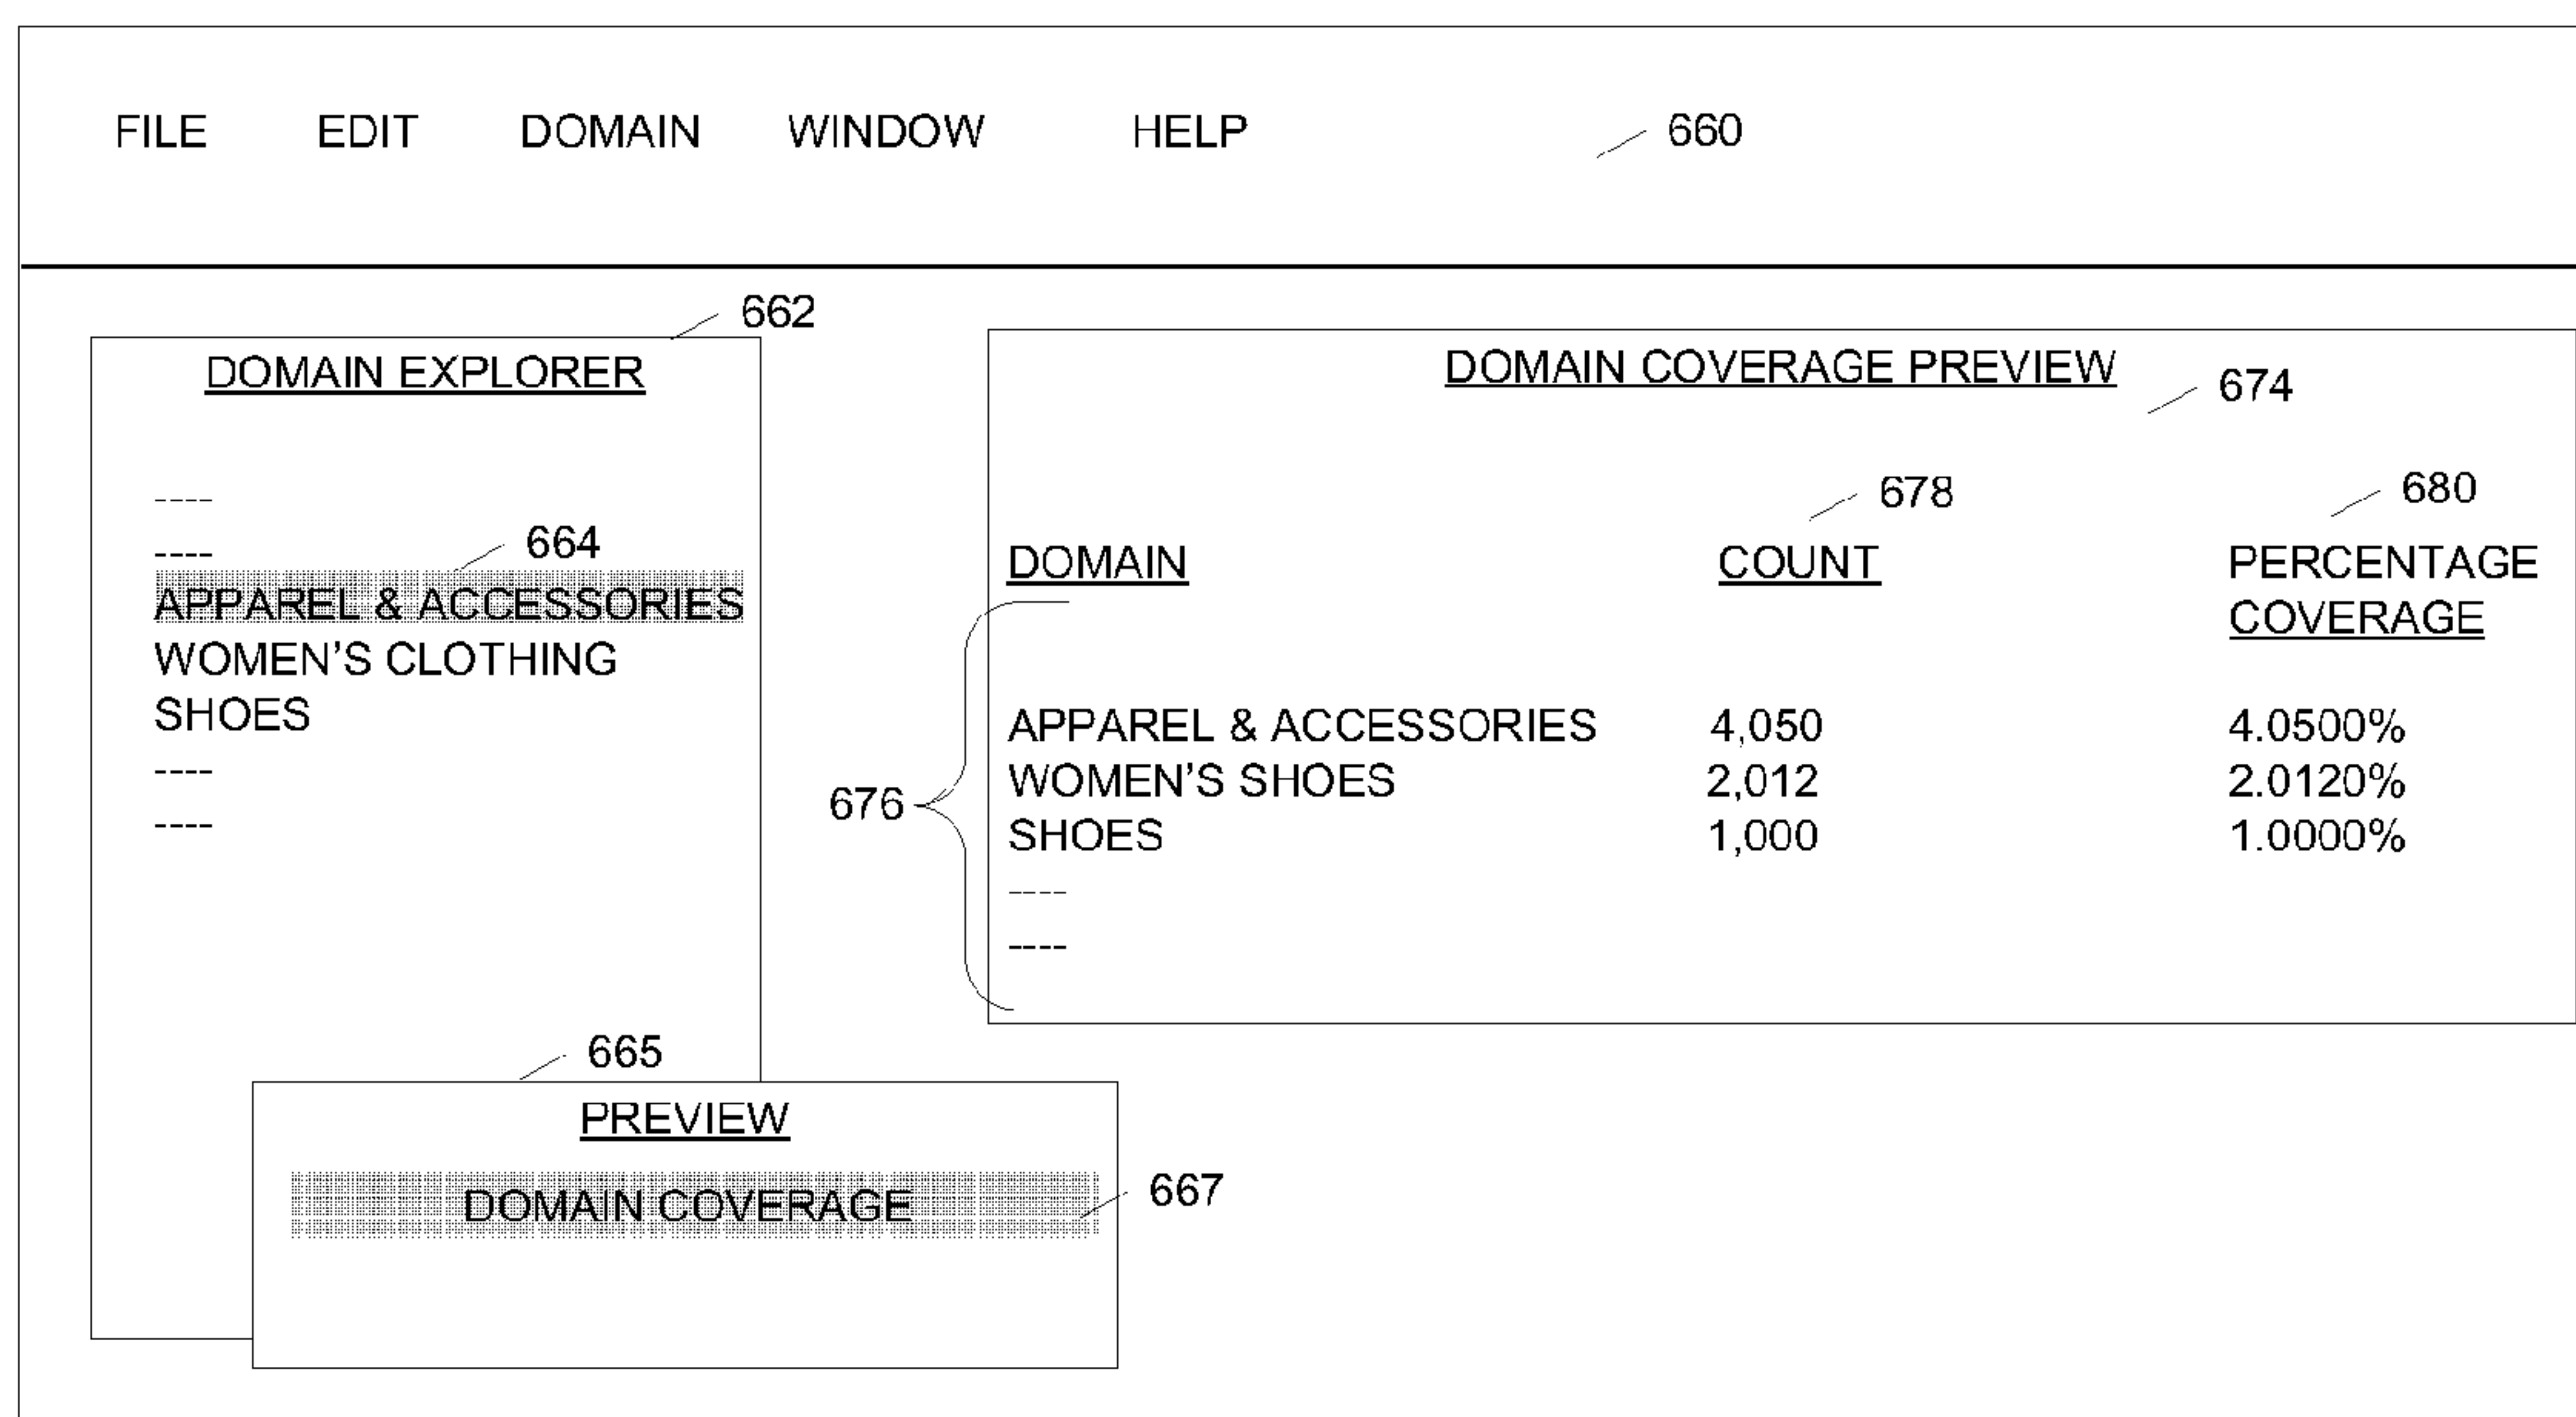 FILE EDIT DOMAIN WINDOW HELP 660
662
DOMAIN EXPLORER
----
----
664
APPAREL & ACCESSORIES
WOMEN'S CLOTHING
SHOES
----
----
DOMAIN COVERAGE PREVIEW
674
678 680
DOMAIN COUNT PERCENTAGE
COVERAGE
APPAREL & ACCESSORIES 4,050 4.0500%
WOMEN'S SHOES 2,012 2.0120%
676
SHOES 1,000 1.0000%
----
----
665
PREVIEW
DOMAIN COVERAGE 667